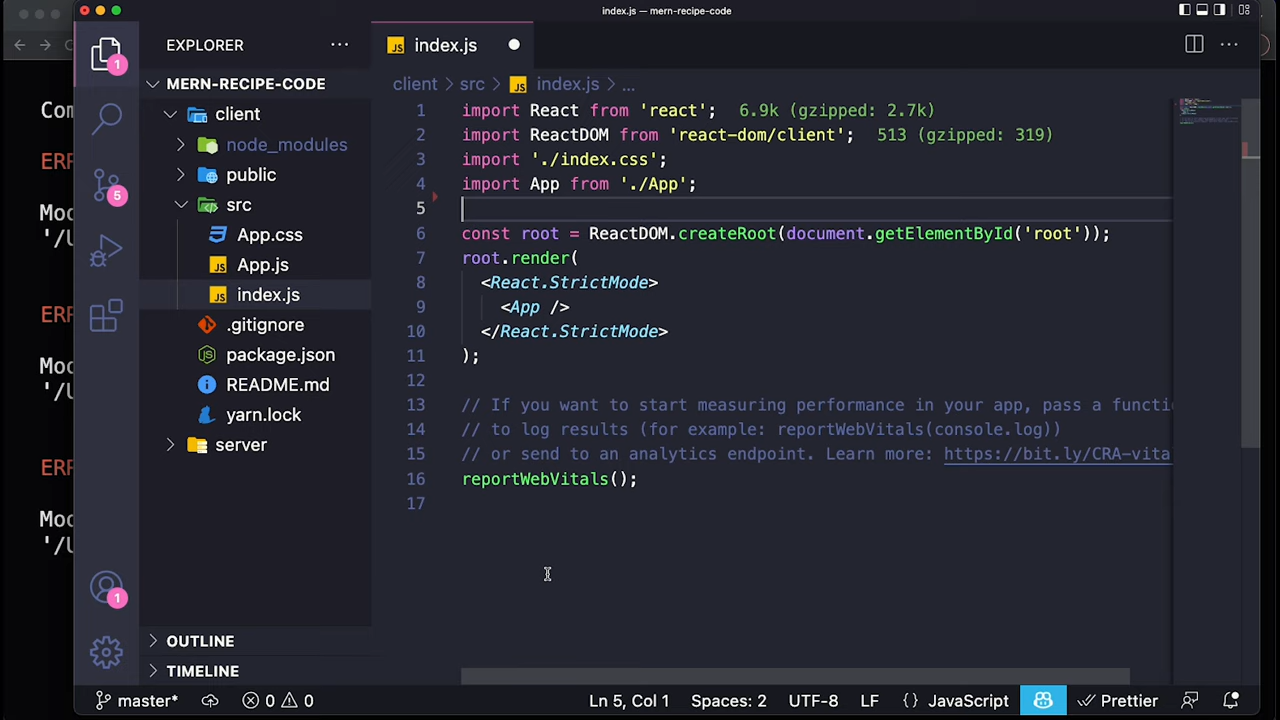 index.js — mern-recipe-code
EXPLORER
index.js
MERN-RECIPE-CODE
client
node_modules
public
src
App.css
App.js
index.js
.gitignore
package.json
README.md
yarn.lock
server
OUTLINE
TIMELINE
1
5
1
client > src > index.js > ...
1 import React from 'react'; 6.9k (gzipped: 2.7k)
2 import ReactDOM from 'react-dom/client'; 513 (gzipped: 319)
3 import './index.css';
4 import App from './App';
5
6 const root = ReactDOM.createRoot(document.getElementById('root'));
7 root.render(
8 <React.StrictMode>
9 <App />
10 </React.StrictMode>
11 );
12
13 // If you want to start measuring performance in your app, pass a functi
14 // to log results (for example: reportWebVitals(console.log))
15 // or send to an analytics endpoint. Learn more: https://bit.ly/CRA-vita
16 reportWebVitals();
17
Com
ERR
Mod
'/U
ERR
Mod
'/U
ERR
Mod
'/U
master* 0 0 Ln 5, Col 1 Spaces: 2 UTF-8 LF {} JavaScript Prettier